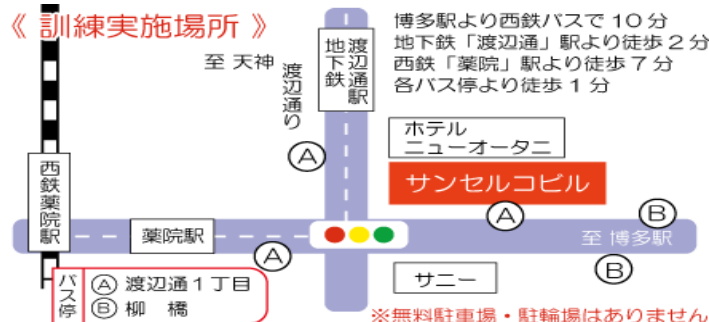 《 訓練実施場所 》
博多駅より西鉄バスで10分
地下鉄「渡辺通」駅より徒歩2分
西鉄「薬院」駅より徒歩7分
各バス停より徒歩1分
至 天神
渡辺通り
地下鉄
渡辺通駅
A
ホテル
ニューオータニ
サンセルコビル
西鉄薬院駅
薬院駅
A
A
B
至 博多駅
B
サニー
バス停
A 渡辺通1丁目
B 柳 橋
※無料駐車場・駐輪場はありません